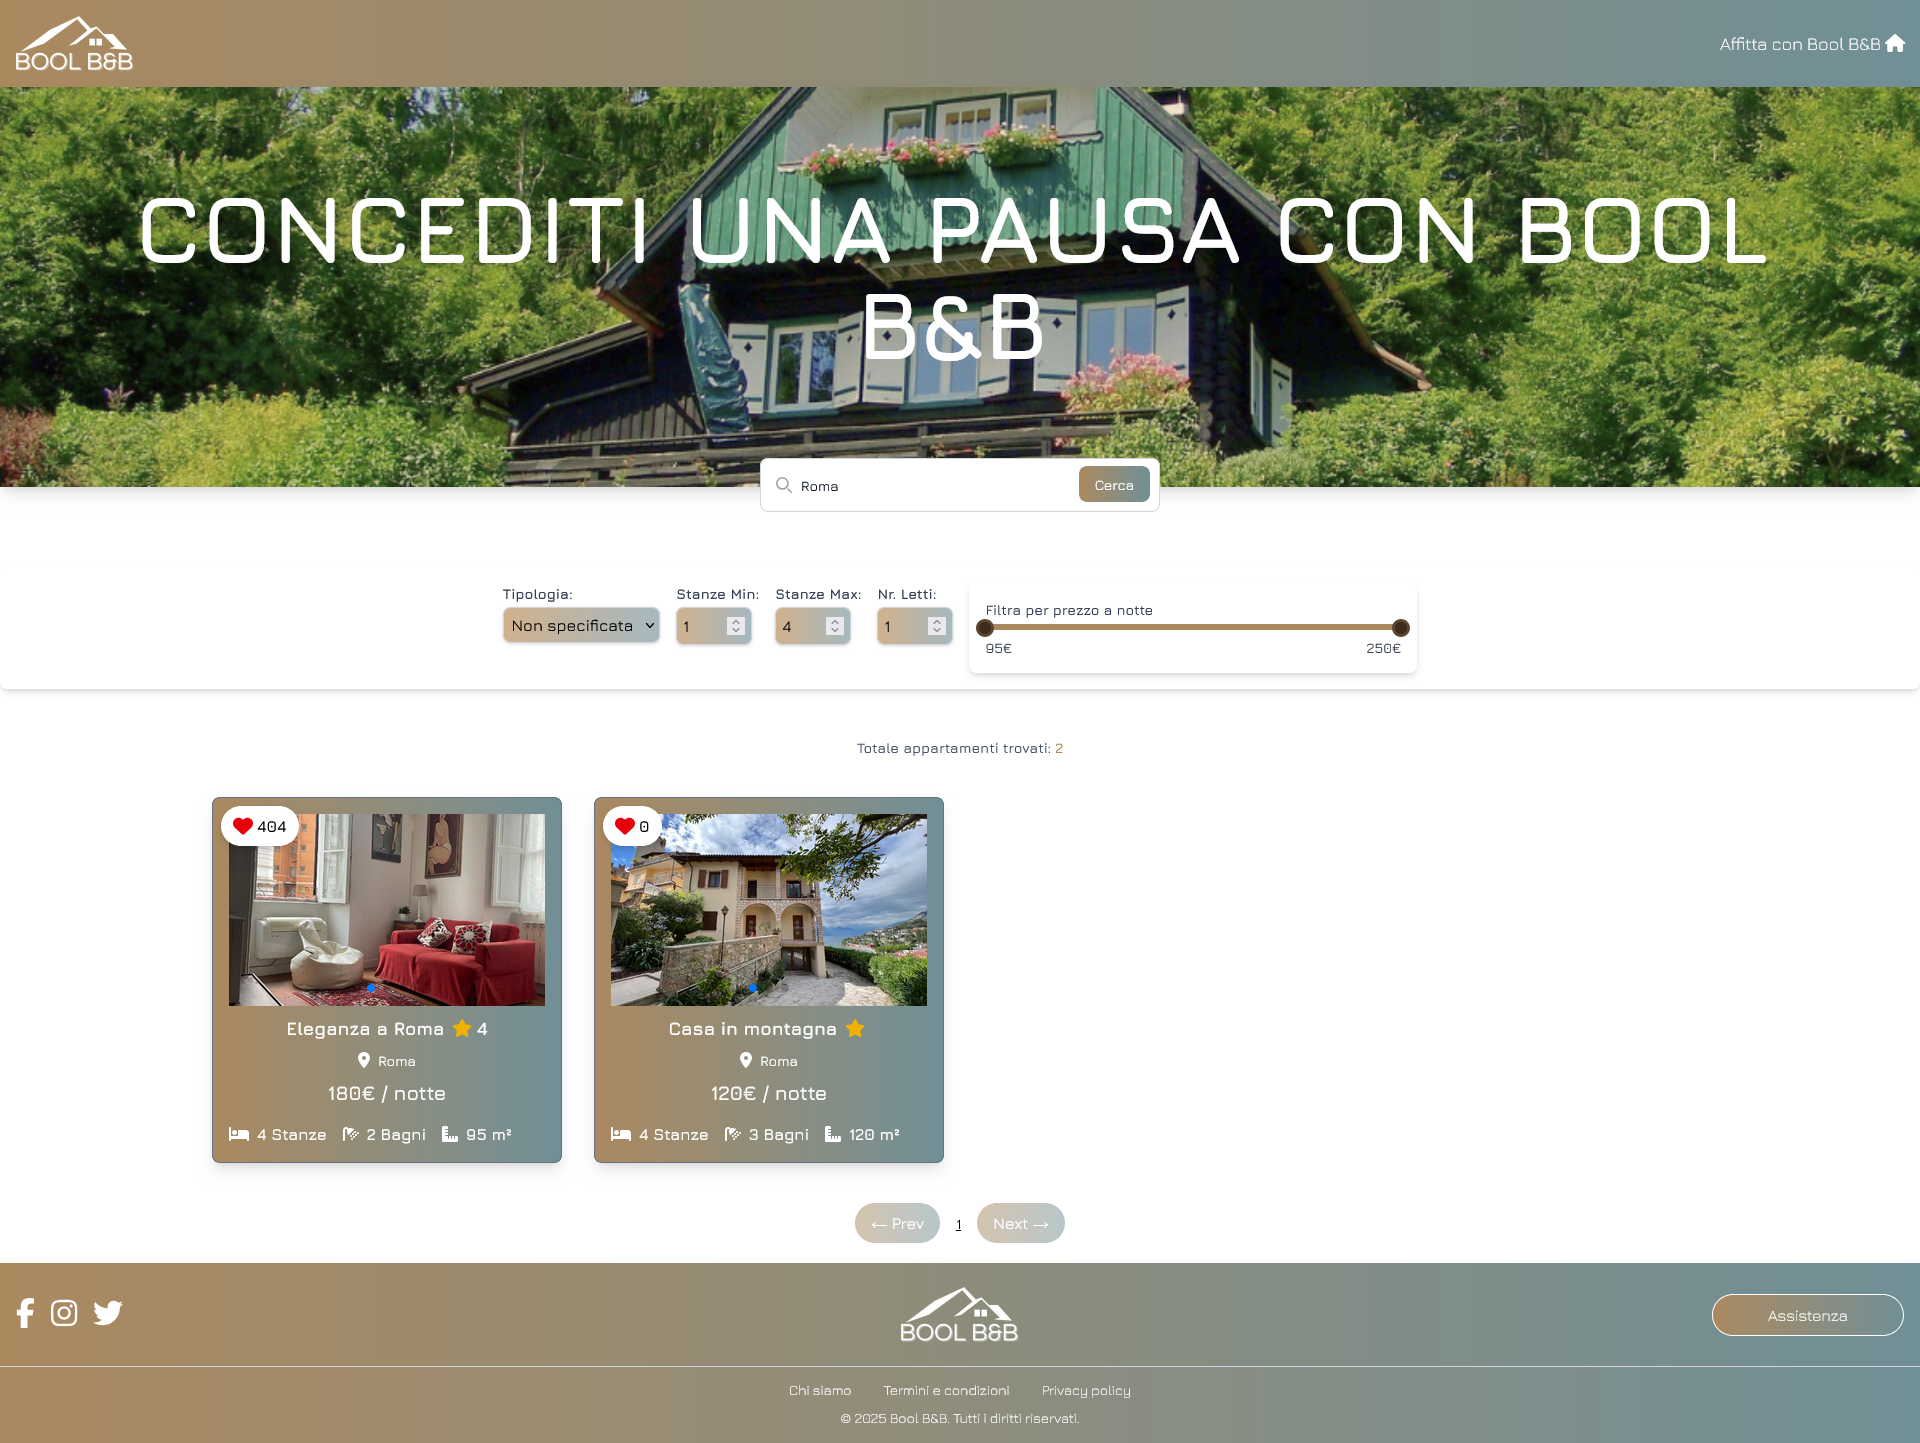 BOOL B&B
Affitta con Bool B&B
CONCEDITI UNA PAUSA CON BOOL
B&B
Roma
Cerca
Tipologia:
Stanze Min:
Stanze Max:
Nr. Letti:
Non specificata
1
4
1
Filtra per prezzo a notte
95€
250€
Totale appartamenti trovati: 2
404
Eleganza a Roma 4
Roma
180€ / notte
4 Stanze
2 Bagni
95 m²
0
Casa in montagna
Roma
120€ / notte
4 Stanze
3 Bagni
120 m²
← Prev
1
Next →
BOOL B&B
Assistenza
Chi siamo
Termini e condizioni
Privacy policy
© 2025 Bool B&B. Tutti i diritti riservati.